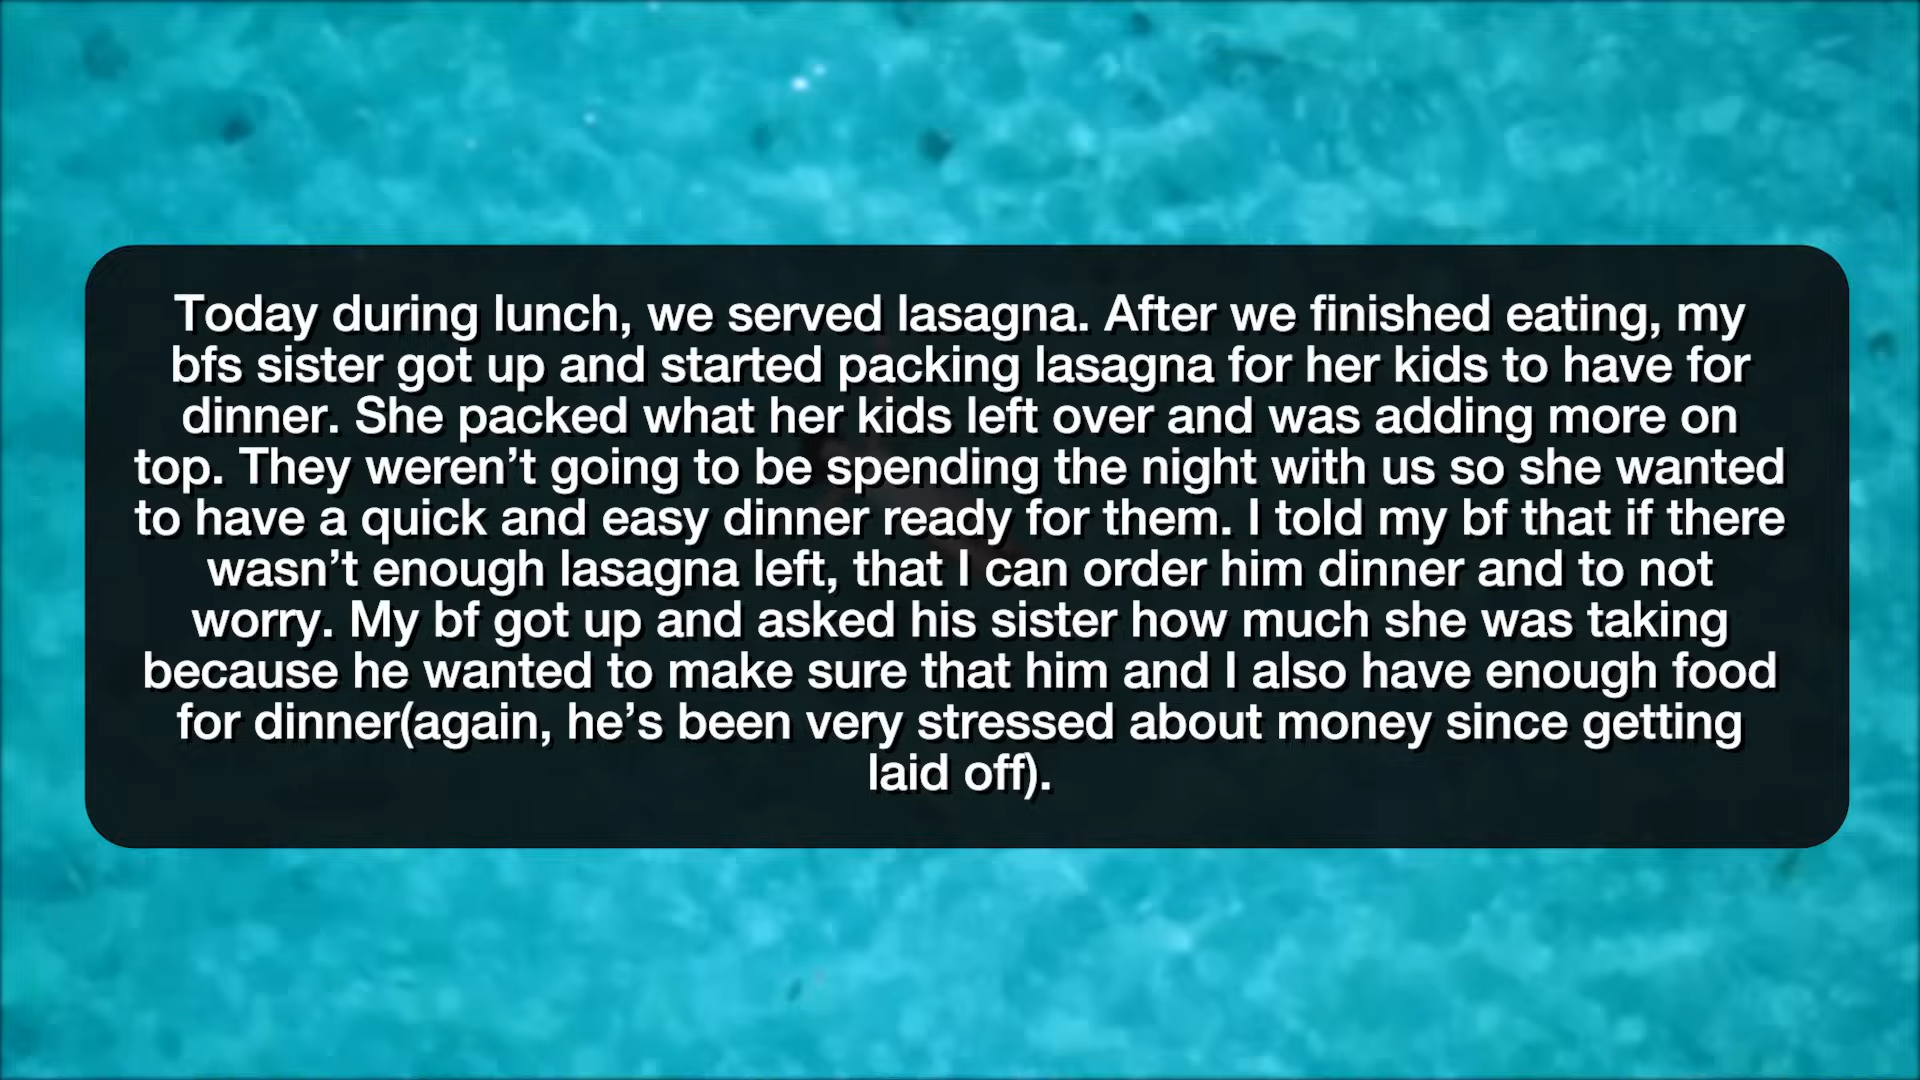 Today during lunch, we served lasagna. After we finished eating, my
bfs sister got up and started packing lasagna for her kids to have for
dinner. She packed what her kids left over and was adding more on
top. They weren’t going to be spending the night with us so she wanted
to have a quick and easy dinner ready for them. I told my bf that if there
wasn’t enough lasagna left, that I can order him dinner and to not
worry. My bf got up and asked his sister how much she was taking
because he wanted to make sure that him and I also have enough food
for dinner(again, he’s been very stressed about money since getting
laid off).